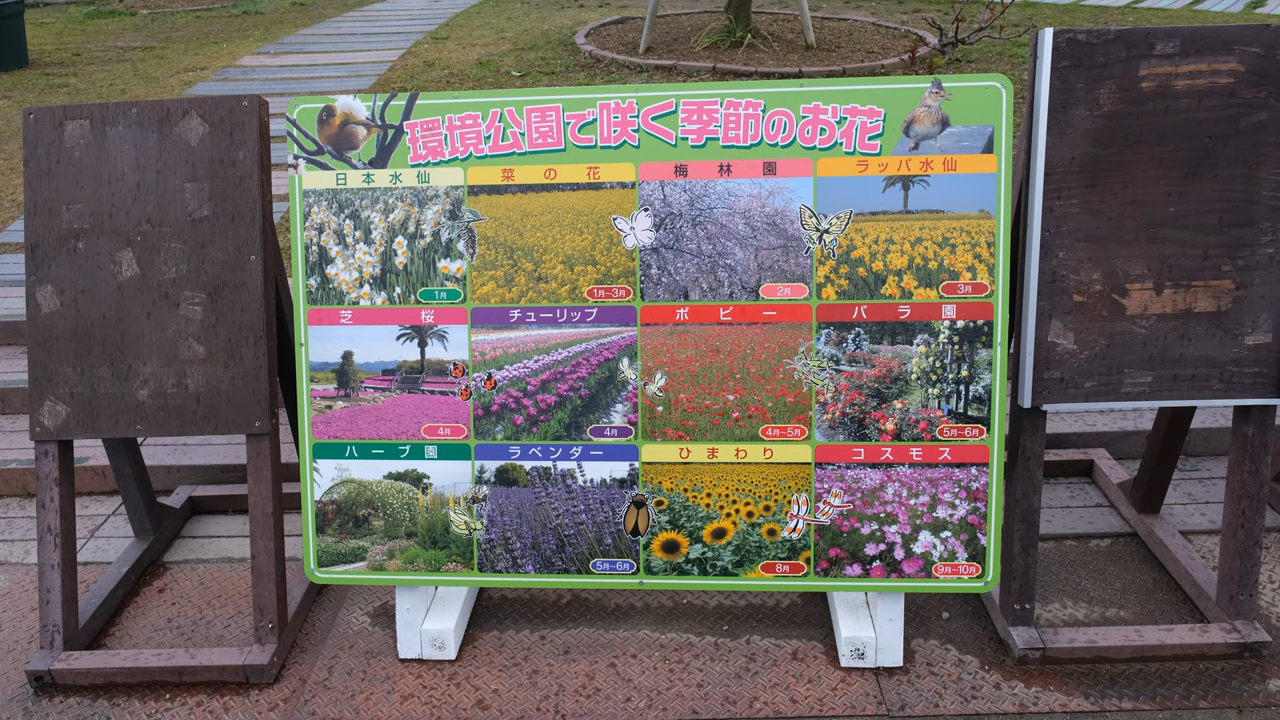 環境公園で咲く季節のお花
日本水仙
菜の花
梅林園
ラッパ水仙
1月
1月~3月
2月
3月
芝桜
チューリップ
ポピー
バラ園
4月
4月
4月~5月
5月~6月
ハーブ園
ラベンダー
ひまわり
コスモス
5月~6月
8月
9月~10月